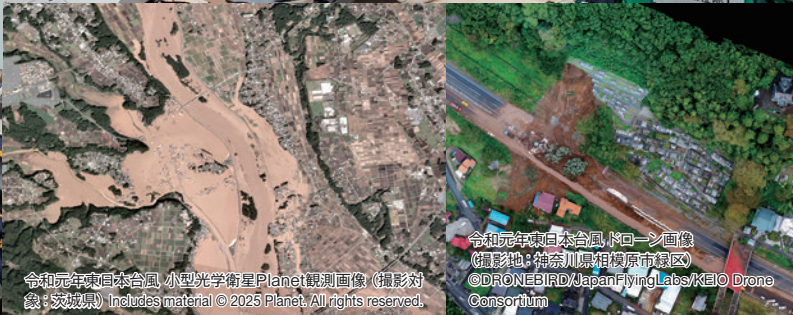 令和元年東日本台風 小型光学衛星Planet観測画像（撮影対
象：茨城県）Includes material © 2025 Planet. All rights reserved.
令和元年東日本台風 ドローン画像
（撮影地：神奈川県相模原市緑区）
©DRONEBIRD/JapanFlyingLabs/KEIO Drone
Consortium